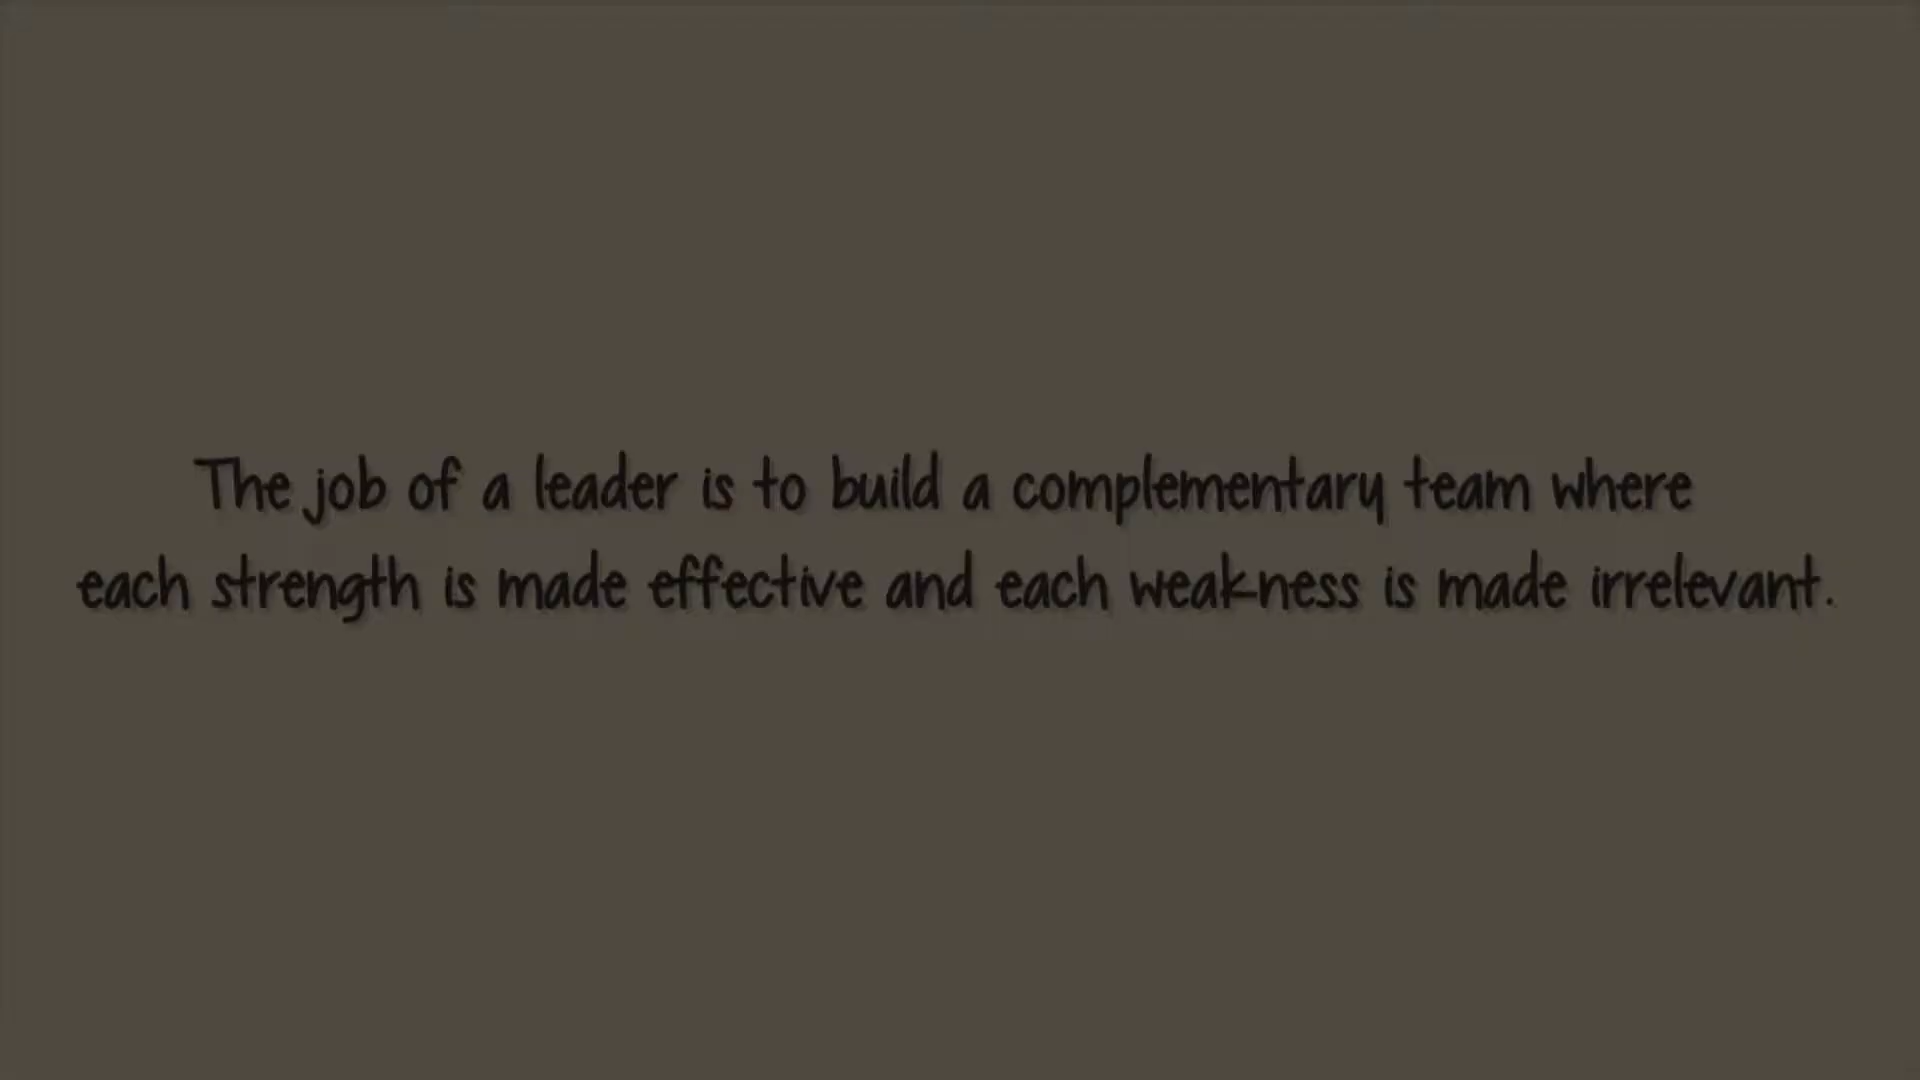 The job of a leader is to build a complementary team where
each strength is made effective and each weakness is made irrelevant.